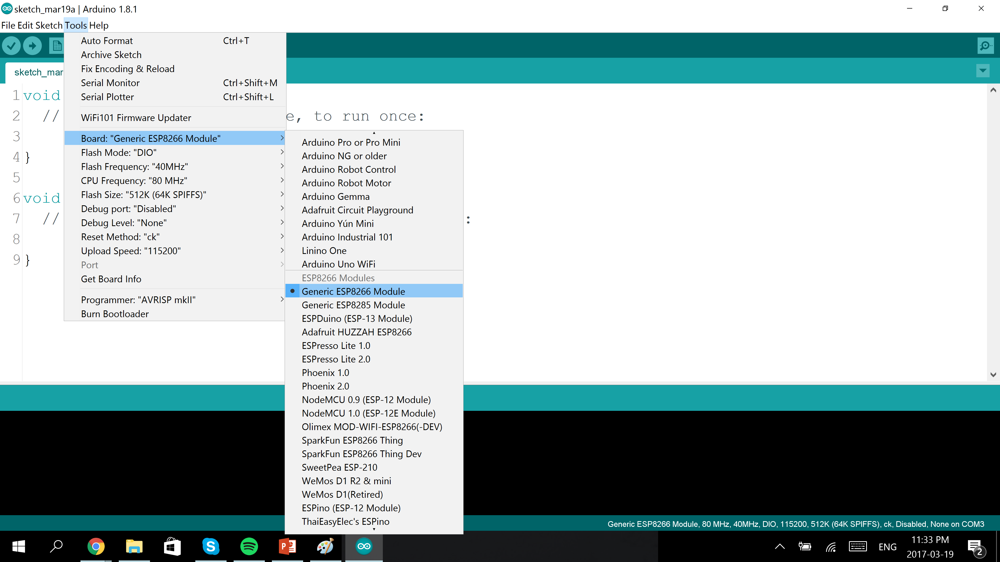 sketch_mar19a | Arduino 1.8.1
File Edit Sketch Tools Help
Auto Format Ctrl+T
Archive Sketch
Fix Encoding & Reload
Serial Monitor Ctrl+Shift+M
Serial Plotter Ctrl+Shift+L
WiFi101 Firmware Updater
Board: "Generic ESP8266 Module"
Flash Mode: "DIO"
Flash Frequency: "40MHz"
CPU Frequency: "80 MHz"
Flash Size: "512K (64K SPIFFS)"
Debug port: "Disabled"
Debug Level: "None"
Reset Method: "ck"
Upload Speed: "115200"
Port
Get Board Info
Programmer: "AVRISP mkII"
Burn Bootloader
sketch_mar
1 void
2 // e, to run once:
3
4 }
5
6 void
7 // :
8
9 }
Arduino Pro or Pro Mini
Arduino NG or older
Arduino Robot Control
Arduino Robot Motor
Arduino Gemma
Adafruit Circuit Playground
Arduino Yún Mini
Arduino Industrial 101
Linino One
Arduino Uno WiFi
ESP8266 Modules
Generic ESP8266 Module
Generic ESP8285 Module
ESPDuino (ESP-13 Module)
Adafruit HUZZAH ESP8266
ESPresso Lite 1.0
ESPresso Lite 2.0
Phoenix 1.0
Phoenix 2.0
NodeMCU 0.9 (ESP-12 Module)
NodeMCU 1.0 (ESP-12E Module)
Olimex MOD-WIFI-ESP8266(-DEV)
SparkFun ESP8266 Thing
SparkFun ESP8266 Thing Dev
SweetPea ESP-210
WeMos D1 R2 & mini
WeMos D1(Retired)
ESPino (ESP-12 Module)
ThaiEasyElec's ESPino
Generic ESP8266 Module, 80 MHz, 40MHz, DIO, 115200, 512K (64K SPIFFS), ck, Disabled, None on COM3
ENG
11:33 PM
2017-03-19
2